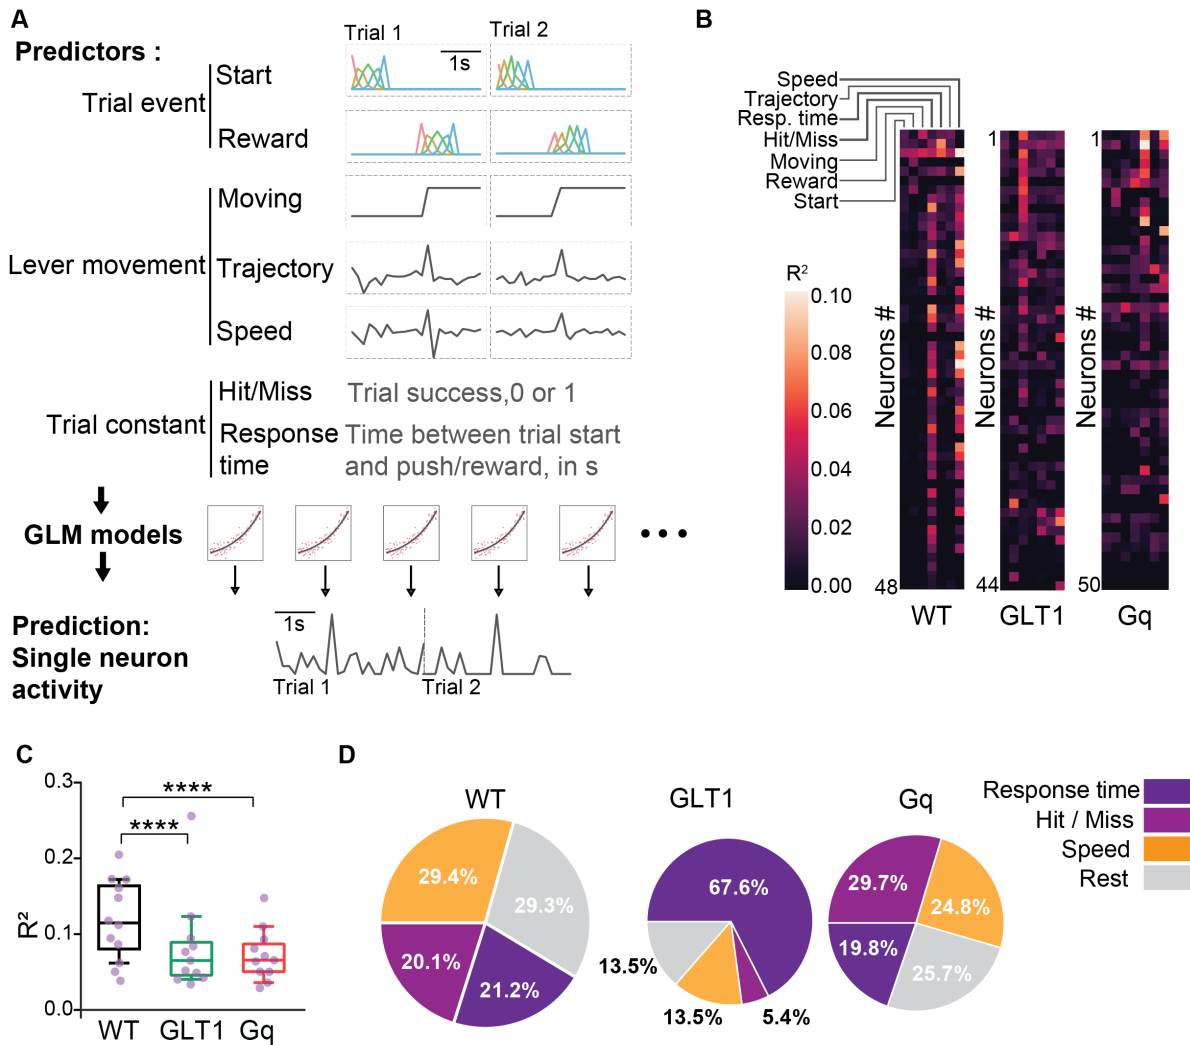 A
Predictors :
Trial 1
Trial 2
1s
Trial event
Start
Reward
Lever movement
Moving
Trajectory
Speed
Trial constant
Hit/Miss
Trial success,0 or 1
Response
time
Time between trial start
and push/reward, in s
GLM models
Prediction:
Single neuron
activity
1s
Trial 1
Trial 2
B
Speed
Trajectory
Resp. time
Hit/Miss
Moving
Reward
Start
R²
0.10
0.08
0.06
0.04
0.02
0.00
Neurons #
48
WT
1
Neurons #
44
GLT1
1
Neurons #
50
Gq
C
R²
0.3
0.2
0.1
0.0
****
****
WT
GLT1
Gq
D
WT
29.4%
29.3%
20.1%
21.2%
GLT1
67.6%
13.5%
13.5%
5.4%
Gq
29.7%
24.8%
19.8%
25.7%
Response time
Hit / Miss
Speed
Rest